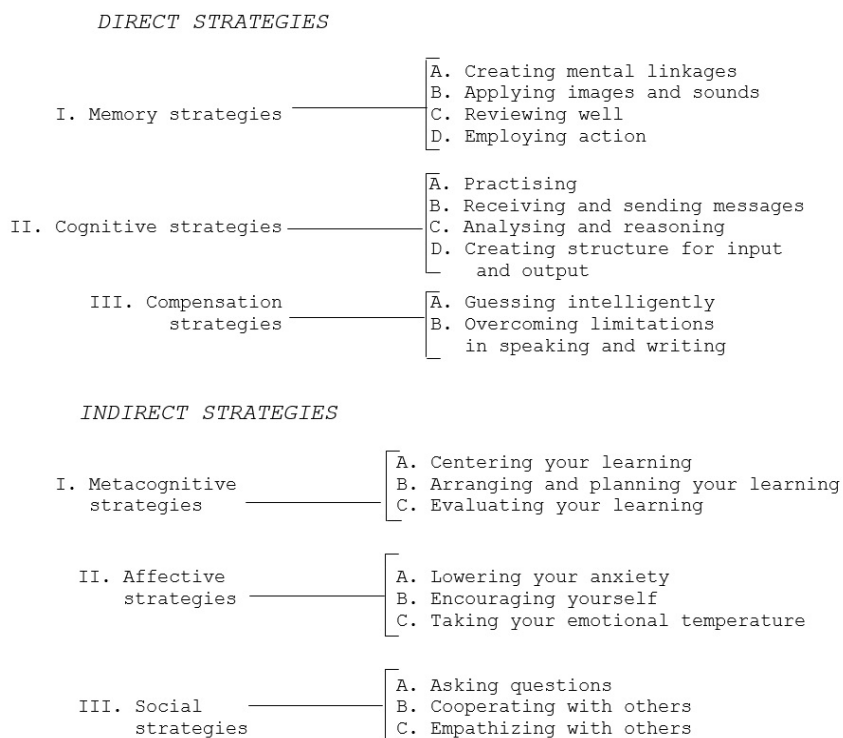 DIRECT STRATEGIES
A. Creating mental linkages
B. Applying images and sounds
I. Memory strategies
C. Reviewing well
D. Employing action
A. Practising
B. Receiving and sending messages
II. Cognitive strategies
C. Analysing and reasoning
D. Creating structure for input
and output
III. Compensation
strategies
A. Guessing intelligently
B. Overcoming limitations
in speaking and writing
INDIRECT STRATEGIES
I. Metacognitive
strategies
A. Centering your learning
B. Arranging and planning your learning
C. Evaluating your learning
II. Affective
strategies
A. Lowering your anxiety
B. Encouraging yourself
C. Taking your emotional temperature
III. Social
strategies
A. Asking questions
B. Cooperating with others
C. Empathizing with others